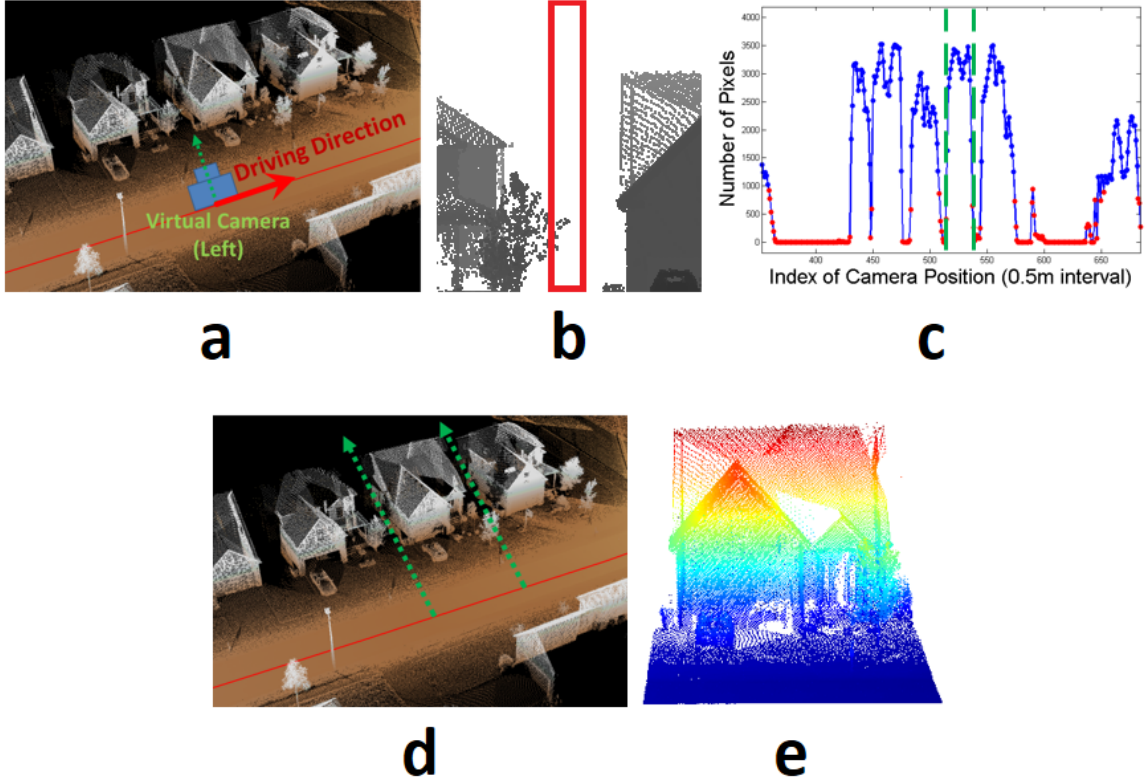 Driving Direction
Virtual Camera
(Left)
Number of Pixels
4000
3500
3000
2500
2000
1500
1000
500
0
400
450
500
550
600
650
Index of Camera Position (0.5m interval)
a
b
c
d
e